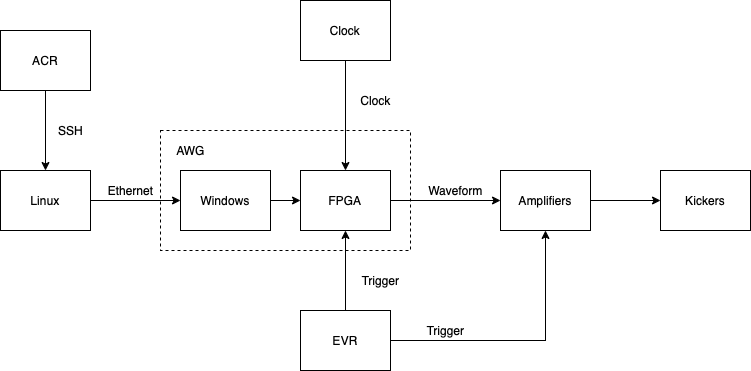 Clock
ACR
Clock
SSH
AWG
Linux
Ethernet
Windows
FPGA
Waveform
Amplifiers
Kickers
Trigger
EVR
Trigger